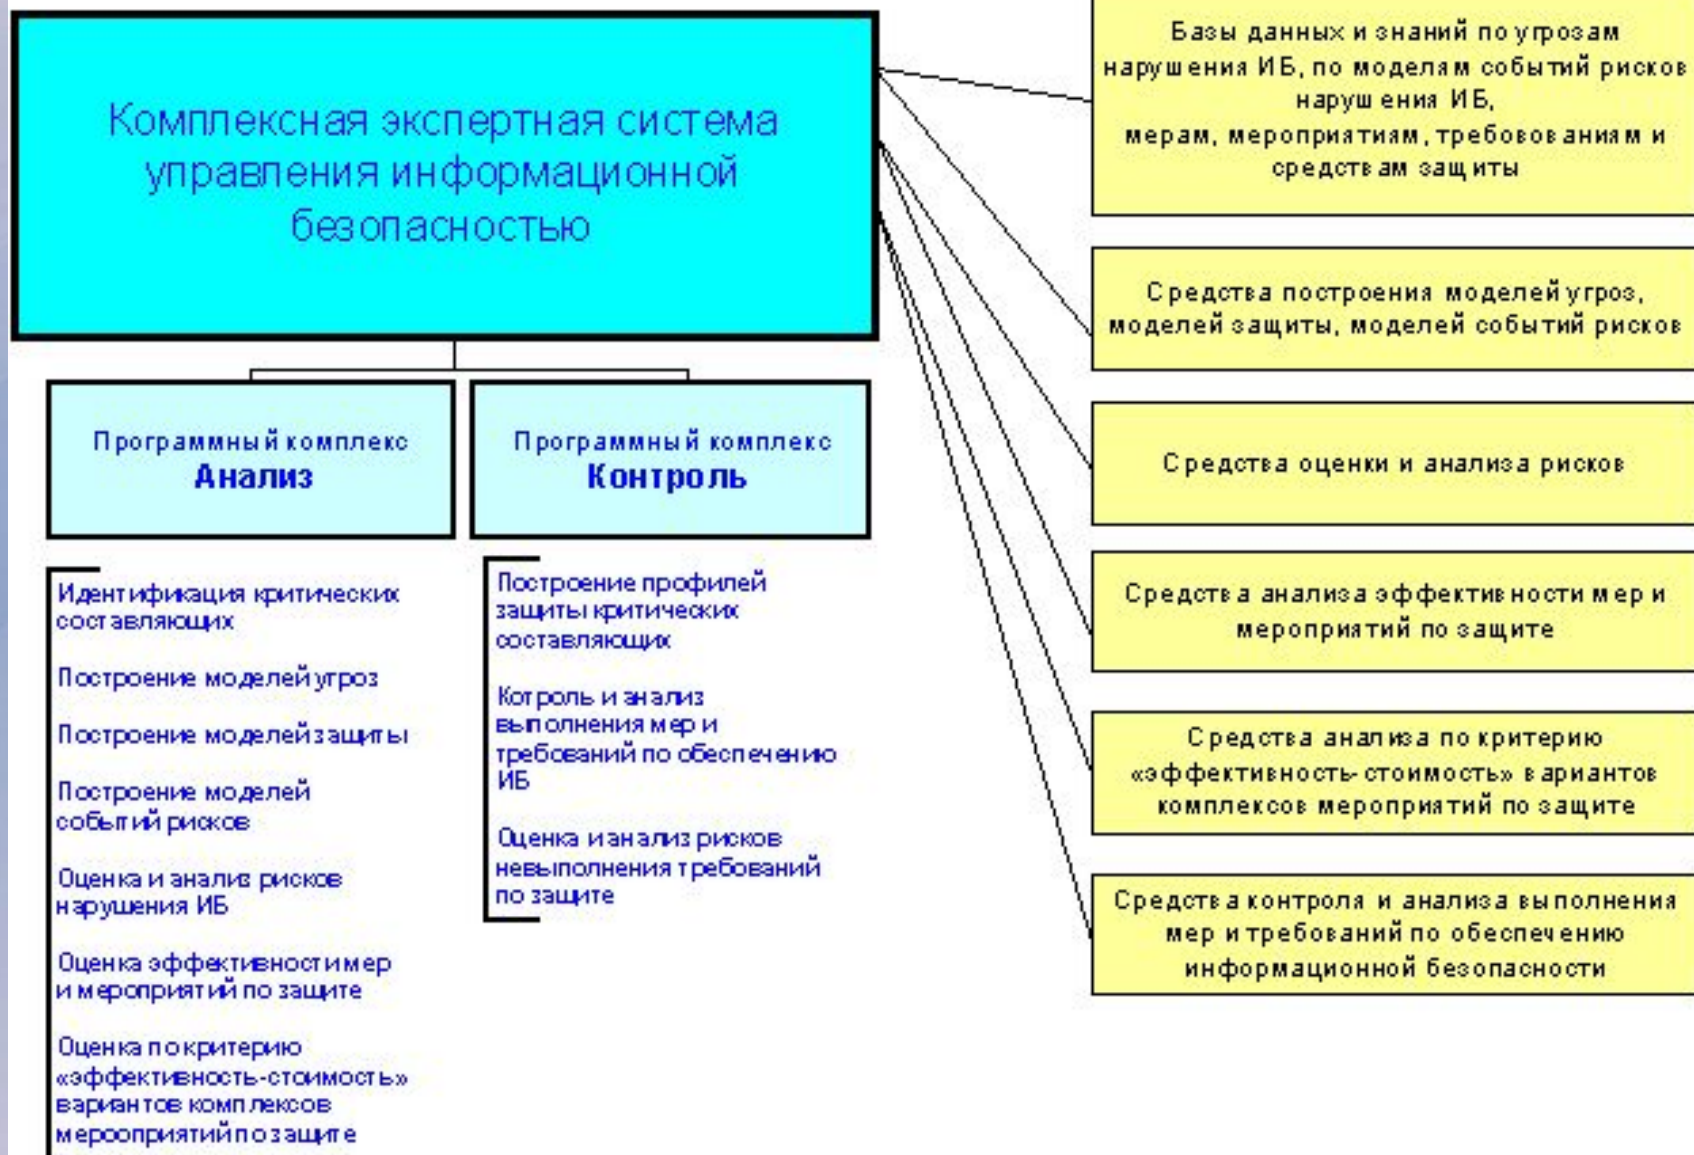 Комплексная экспертная система
управления информационной
безопасностью
Программный комплекс
Анализ
Программный комплекс
Контроль
Идентификация критических
составляющих
Построение моделей угроз
Построение моделей защиты
Построение моделей
событий рисков
Оценка и анализ рисков
нарушения ИБ
Оценка эффективности мер
и мероприятий по защите
Оценка по критерию
«эффективность-стоимость»
вариантов комплексов
мерооприятий по защите
Построение профилей
защиты критических
составляющих
Котроль и анализ
выполнения мер и
требований по обеспечению
ИБ
Оценка и анализ рисков
невыполнения требований
по защите
Базы данных и знаний по угрозам
нарушения ИБ, по моделям событий рисков
нарушения ИБ,
мерам, мероприятиям, требовованиям и
средствам защиты
Средства построения моделей угроз,
моделей защиты, моделей событий рисков
Средства оценки и анализа рисков
Средства анализа эффективности мер и
мероприятий по защите
Средства анализа по критерию
«эффективность-стоимость» вариантов
комплексов мероприятий по защите
Средства контроля и анализа выполнения
мер и требований по обеспечению
информационной безопасности